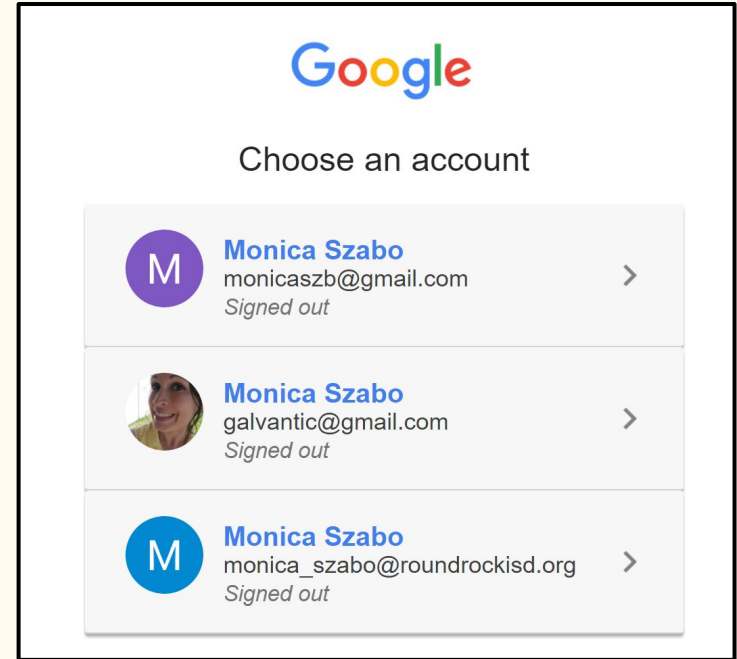 Google
Choose an account
M
Monica Szabo
monicaszb@gmail.com
Signed out
Monica Szabo
galvantic@gmail.com
Signed out
M
Monica Szabo
monica_szabo@roundrockisd.org
Signed out